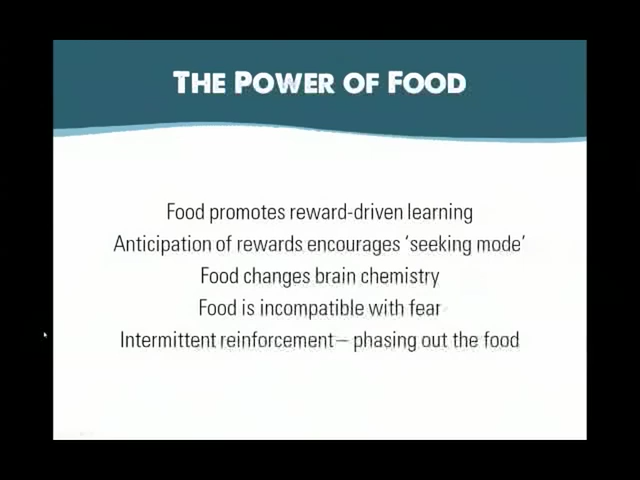 THE POWER OF FOOD
Food promotes reward-driven learning
Anticipation of rewards encourages ‘seeking mode’
Food changes brain chemistry
Food is incompatible with fear
Intermittent reinforcement – phasing out the food